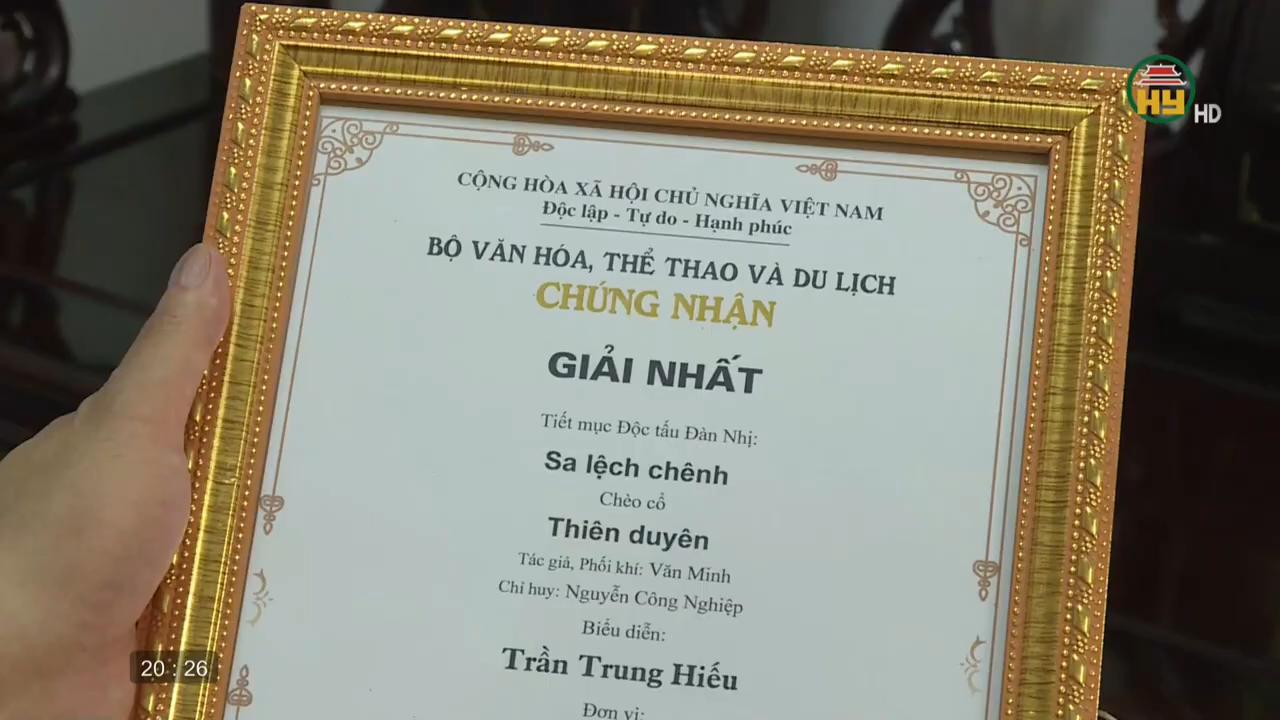 HY HD
CỘNG HÒA XÃ HỘI CHỦ NGHĨA VIỆT NAM
Độc lập - Tự do - Hạnh phúc
BỘ VĂN HÓA, THỂ THAO VÀ DU LỊCH
CHỨNG NHẬN
GIẢI NHẤT
Tiết mục Độc tấu Đàn Nhị:
Sa lệch chênh
Chèo cổ
Thiên duyên
Tác giả, Phối khí: Văn Minh
Chỉ huy: Nguyễn Công Nghiệp
Biểu diễn:
Trần Trung Hiếu
Đơn vị:
20 : 26